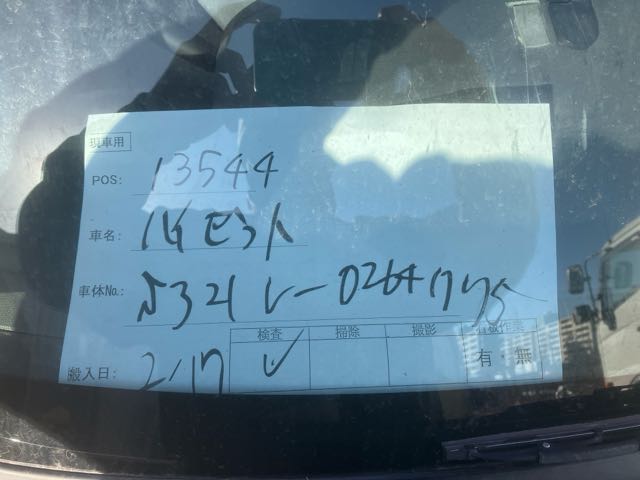 現車用
POS: 13544
車名: ハイゼット
車体No: S321V-0264175
検査 掃除 撮影
搬入日: 2/17 ✓ 有・無